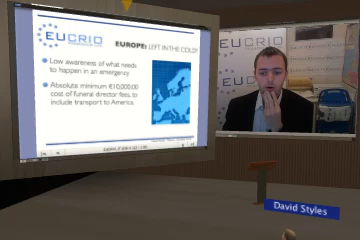 EUCRIO
EUROPE: LEFT IN THE COLD?
Low awareness of what needs
to happen in an emergency
Absolute minimum €10,000.00
cost of funeral director fees, to
include transport to America.
EUCRIO
David Styles